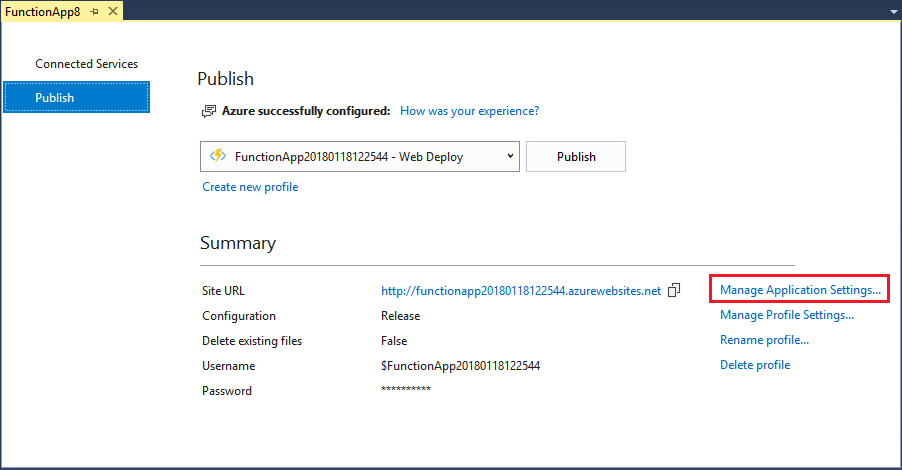 FunctionApp8
Connected Services
Publish
Publish
Azure successfully configured: How was your experience?
FunctionApp20180118122544 - Web Deploy Publish
Create new profile
Summary
Site URL http://functionapp20180118122544.azurewebsites.net Manage Application Settings...
Configuration Release Manage Profile Settings...
Delete existing files False Rename profile...
Username $FunctionApp20180118122544 Delete profile
Password **********